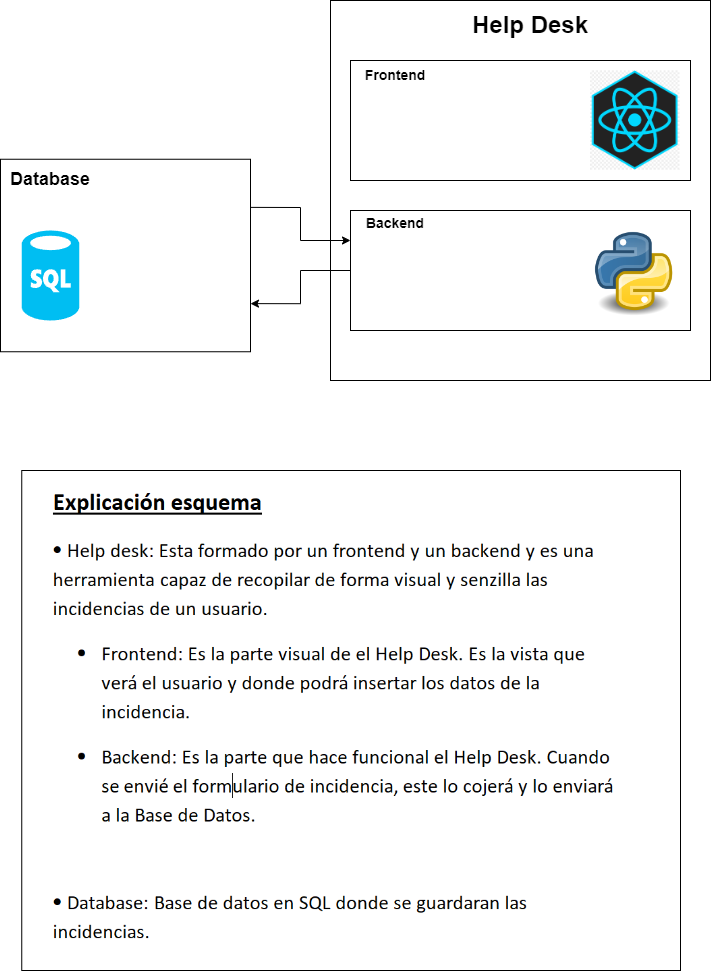 Help Desk
Frontend
Database
SQL
Backend
Explicación esquema
• Help desk: Esta formado por un frontend y un backend y es una
herramienta capaz de recopilar de forma visual y senzilla las
incidencias de un usuario.
• Frontend: Es la parte visual de el Help Desk. Es la vista que
verá el usuario y donde podrá insertar los datos de la
incidencia.
• Backend: Es la parte que hace funcional el Help Desk. Cuando
se envié el formulario de incidencia, este lo cojerá y lo enviará
a la Base de Datos.
• Database: Base de datos en SQL donde se guardaran las
incidencias.